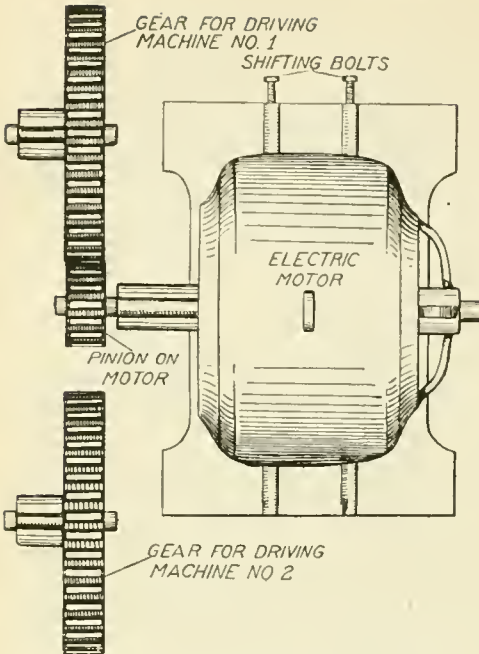 GEAR FOR DRIVING
MACHINE NO. 1
SHIFTING BOLTS
ELECTRIC
MOTOR
PINION ON
MOTOR
GEAR FOR DRIVING
MACHINE NO 2